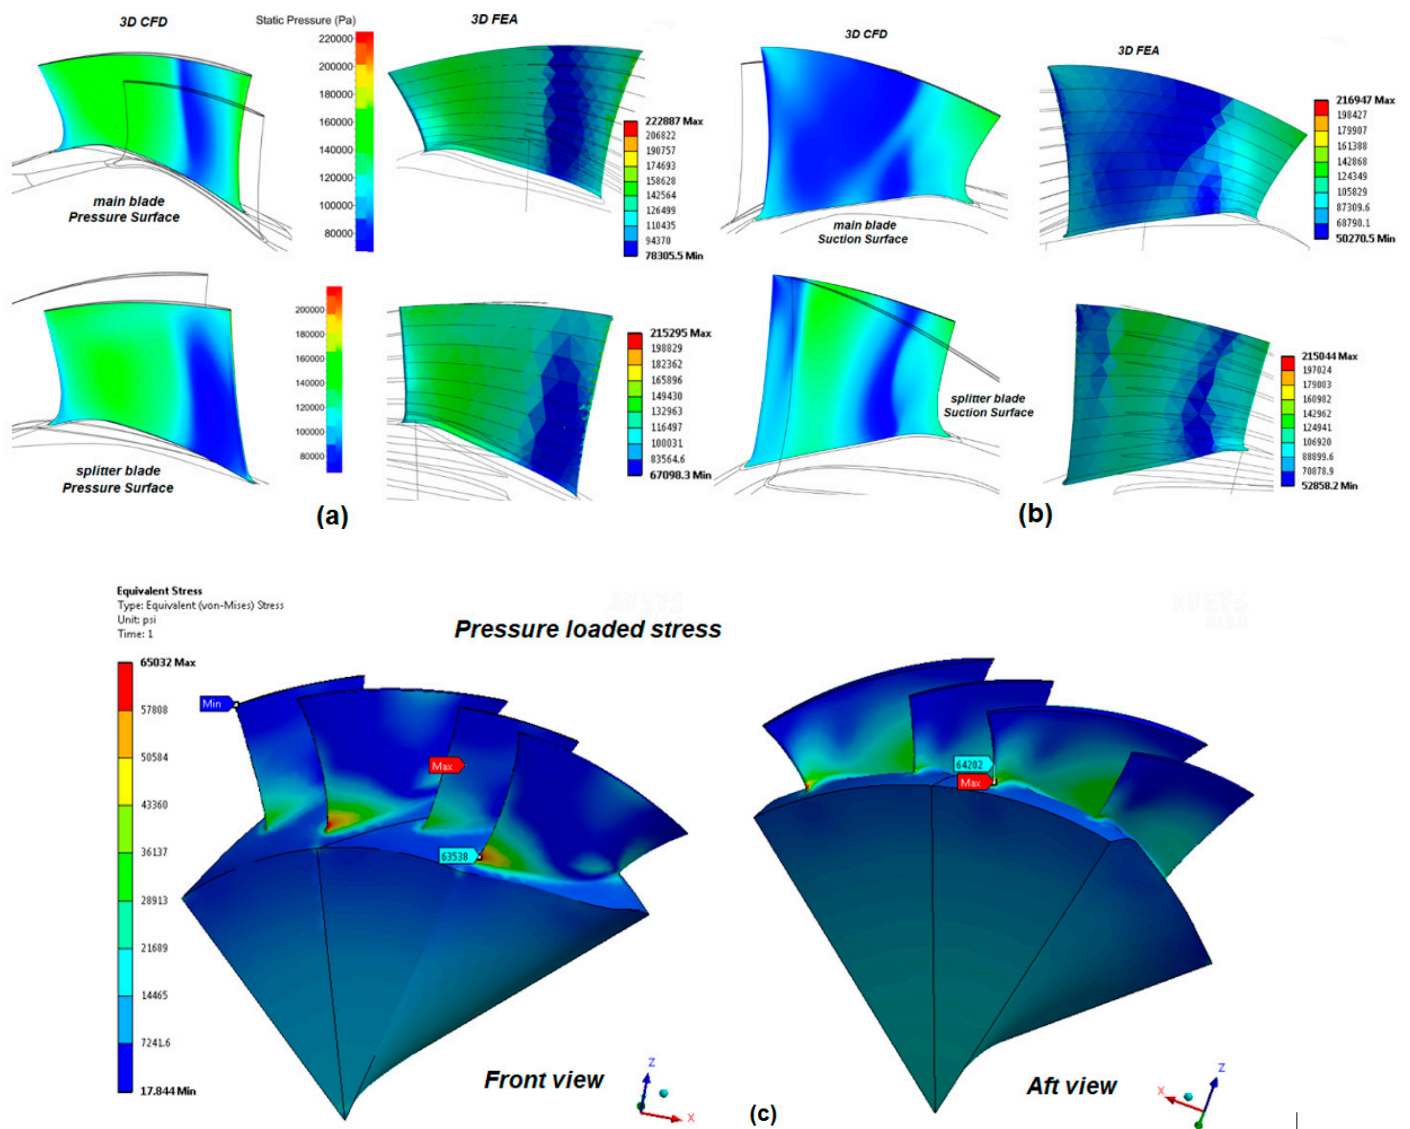 3D CFD
Static Pressure (Pa)
3D FEA
220000
200000
180000
160000
140000
120000
100000
80000
222887 Max
206822
190757
174693
158628
142564
126499
110435
94370
78305.5 Min
main blade
Pressure Surface
200000
180000
160000
140000
120000
100000
80000
215295 Max
198829
182362
165896
149430
132963
116497
100031
83564.6
67098.3 Min
splitter blade
Pressure Surface
(a)
3D CFD
3D FEA
216947 Max
198427
179907
161388
142868
124349
105829
87309.6
68790.1
50270.5 Min
main blade
Suction Surface
215044 Max
197024
179003
160982
142962
124941
106920
88899.6
70878.9
52858.2 Min
splitter blade
Suction Surface
(b)
Equivalent Stress
Type: Equivalent (von-Mises) Stress
Unit: psi
Time: 1
Pressure loaded stress
65032 Max
57808
50584
43360
36137
28913
21689
14465
7241.6
17.844 Min
Min
Max
63538
64202
Max
Front view
Z
X
Aft view
Z
X
(c)